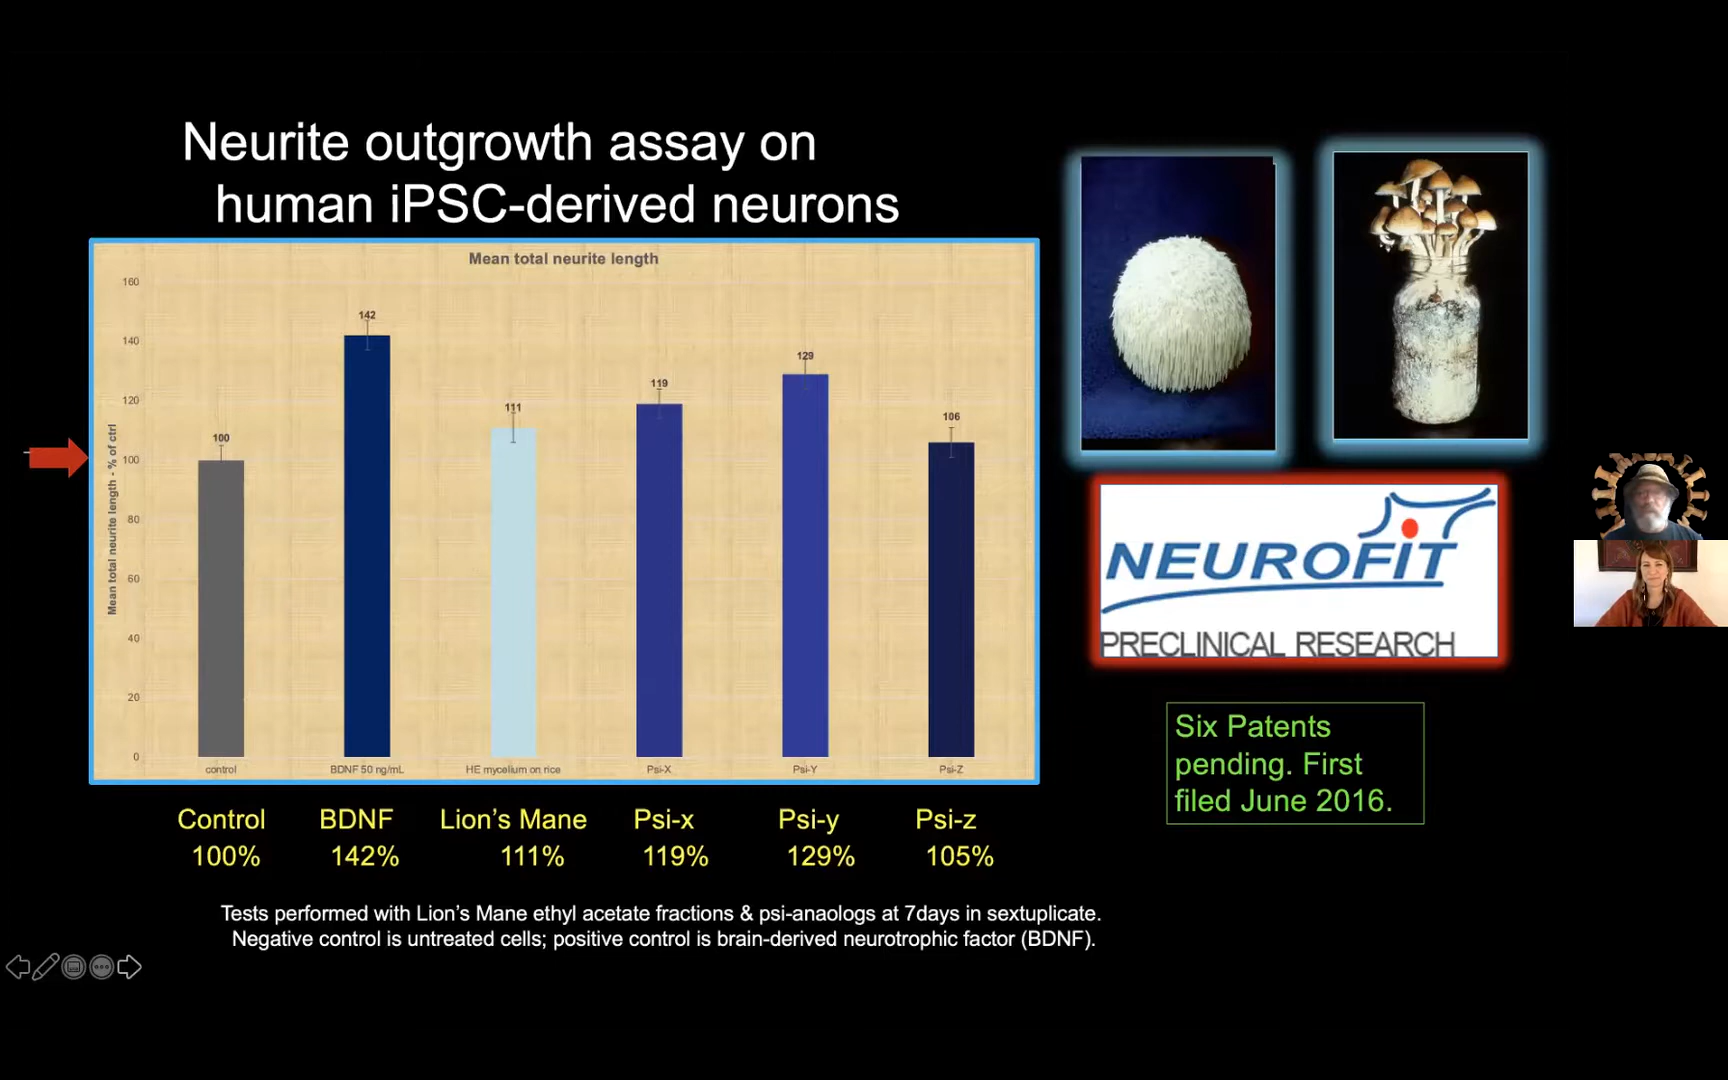 Neurite outgrowth assay on
human iPSC-derived neurons
Mean total neurite length
Mean total neurite length - % of ctrl
160
140
120
100
80
60
40
20
0
100
142
111
119
129
106
control
BDNF 50 ng/mL
HE mycelium on rice
Psi-X
Psi-Y
Psi-Z
Control
100%
BDNF
142%
Lion's Mane
111%
Psi-x
119%
Psi-y
129%
Psi-z
105%
Tests performed with Lion's Mane ethyl acetate fractions & psi-anaologs at 7days in sextuplicate.
Negative control is untreated cells; positive control is brain-derived neurotrophic factor (BDNF).
NEUROFIT
PRECLINICAL RESEARCH
Six Patents
pending. First
filed June 2016.